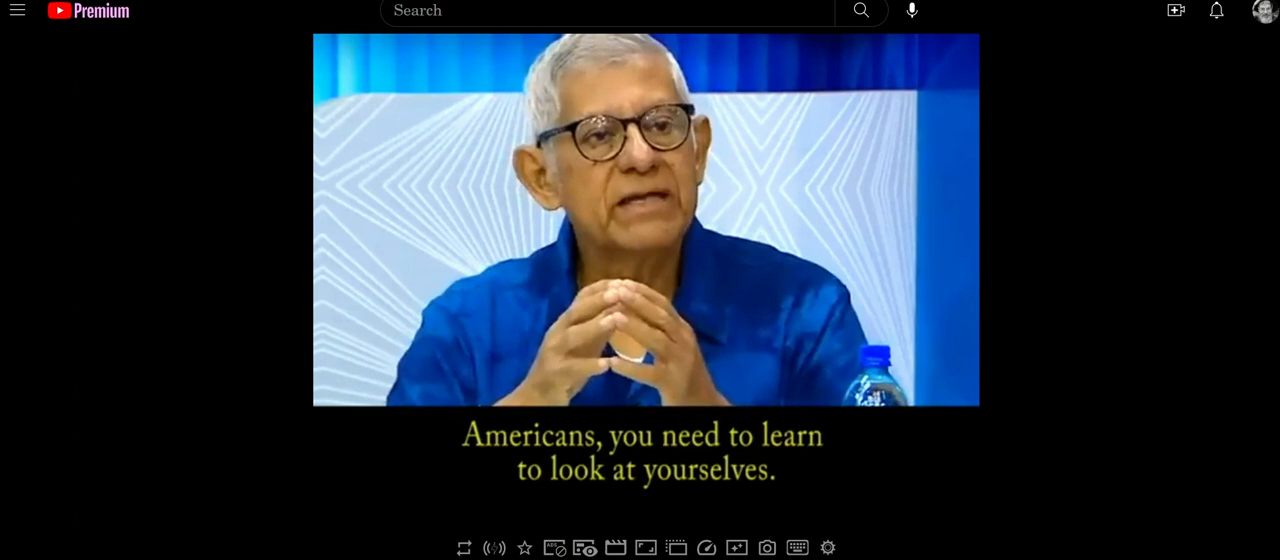 Premium
Search
Americans, you need to learn
to look at yourselves.